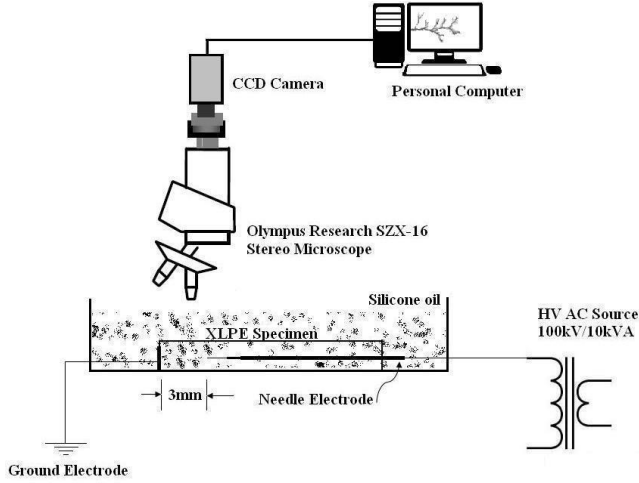 CCD Camera
Personal Computer
Olympus Research SZX-16
Stereo Microscope
Silicone oil
HV AC Source
100kV/10kVA
XLPE Specimen
3mm
Needle Electrode
Ground Electrode